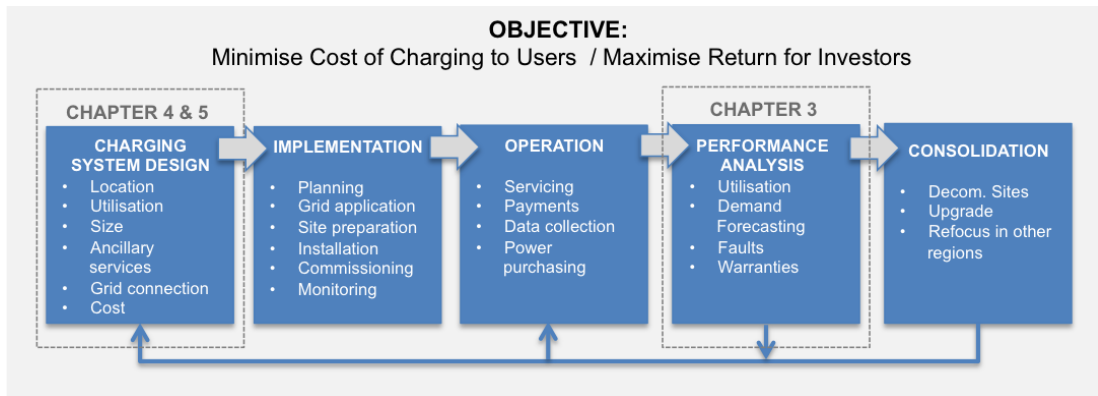 OBJECTIVE:
Minimise Cost of Charging to Users / Maximise Return for Investors
CHAPTER 4 & 5
CHARGING
SYSTEM DESIGN
• Location
• Utilisation
• Size
• Ancillary
services
• Grid connection
• Cost
IMPLEMENTATION
• Planning
• Grid application
• Site preparation
• Installation
• Commissioning
• Monitoring
OPERATION
• Servicing
• Payments
• Data collection
• Power
purchasing
CHAPTER 3
PERFORMANCE
ANALYSIS
• Utilisation
• Demand
Forecasting
• Faults
• Warranties
CONSOLIDATION
• Decom. Sites
• Upgrade
• Refocus in other
regions